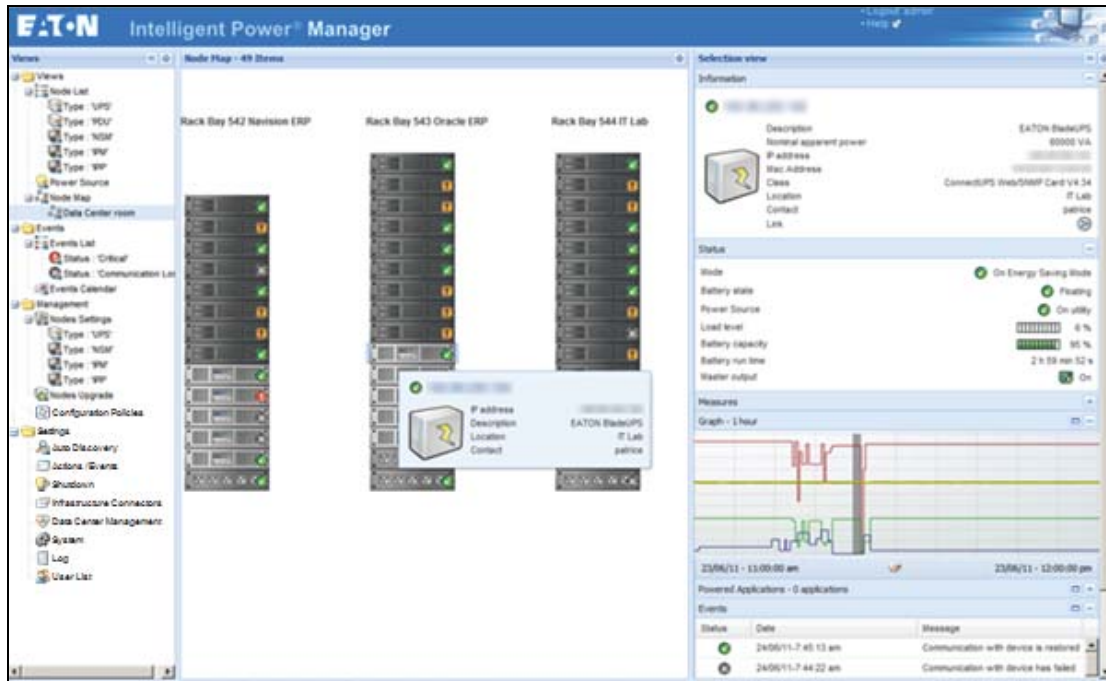 EATON Intelligent Power® Manager
Logout admin
Help
Views
Node Map - 49 Items
Selection view
Views
Node List
Type : 'UPS'
Type : 'PDU'
Type : 'NSM'
Type : 'IPM'
Type : 'IPP'
Power Source
Node Map
Data Center room
Events
Events List
Status : 'Critical'
Status : 'Communication Lo
Events Calendar
Management
Nodes Settings
Type : 'UPS'
Type : 'NSM'
Type : 'IPM'
Type : 'IPP'
Nodes Upgrade
Configuration Policies
Settings
Auto Discovery
Actions /Events
Shutdown
Infrastructure Connectors
Data Center Management
System
Log
User List
Rack Bay 542 Navision ERP
Rack Bay 543 Oracle ERP
Rack Bay 544 IT Lab
IP address
Description EATON BladeUPS
Location IT Lab
Contact patrice
Information
Description EATON BladeUPS
Nominal apparent power 60000 VA
IP address
Mac Address
Class ConnectUPS Web/SNMP Card V4.34
Location IT Lab
Contact patrice
Link
Status
Mode On Energy Saving Mode
Battery state Floating
Power Source On utility
Load level 6 %
Battery capacity 95 %
Battery run time 2 h 59 min 52 s
Master output On
Measures
Graph - 1 hour
23/06/11 - 11:00:00 am
23/06/11 - 12:00:00 pm
Powered Applications - 0 applications
Events
Status Date Message
24/06/11-7:45:13 am Communication with device is restored
24/06/11-7:44:22 am Communication with device has failed